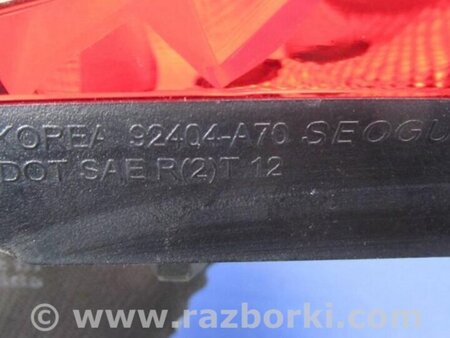 KOREA 92404-A70 SEOGU
DOT SAE R(2)T 12
www.razborki.com